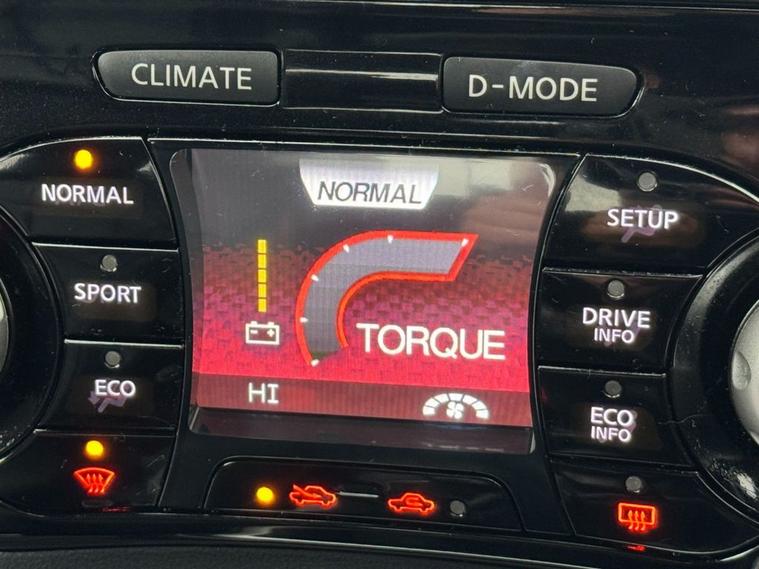 CLIMATE
D-MODE
NORMAL
SPORT
ECO
NORMAL
TORQUE
HI
SETUP
DRIVE
INFO
ECO
INFO